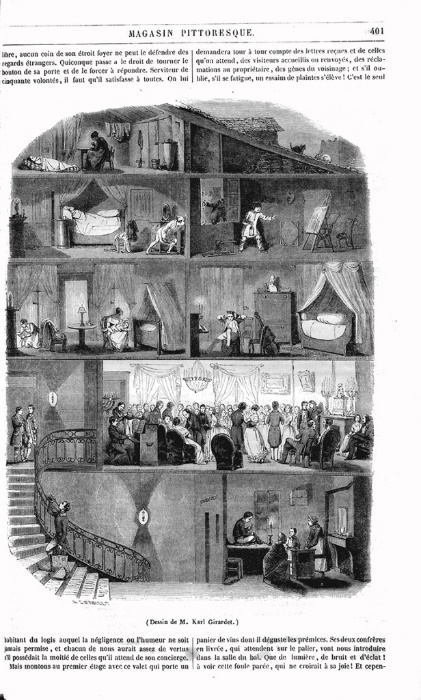 MAGASIN PITTORESQUE.
401
libre, aucun coin de son étroit foyer ne peut le défendre des
regards étrangers. Quiconque passe a le droit de tourner le
bouton de sa porte et de le forcer à répondre. Serviteur de
cinquante volontés, il faut qu'il satisfasse à toutes. On lui
demandera tour à tour compte des lettres reçues et de celles
qu'on attend, des visiteurs accueillis ou renvoyés, des récla-
mations au propriétaire, des gênes du voisinage; et s'il ou-
blie, s'il se fatigue, un essaim de plaintes s'élève! C'est le seul
(Dessin de M. Karl Girardet.)
habitant du logis auquel la négligence ou l'humeur ne soit
jamais permise, et chacun de nous aurait assez de vertus
s'il possédait la moitié de celles qu'il attend de son concierge.
Mais montons au premier étage avec ce valet qui porte un
panier de vins dont il déguste les prémices. Ses deux confrères
en livrée, qui attendent sur le palier, vont nous introduire
dans la salle du bal. Que de lumière, de bruit et d'éclat!
à voir cette foule parée, qui ne croirait à sa joie! Et cepen-